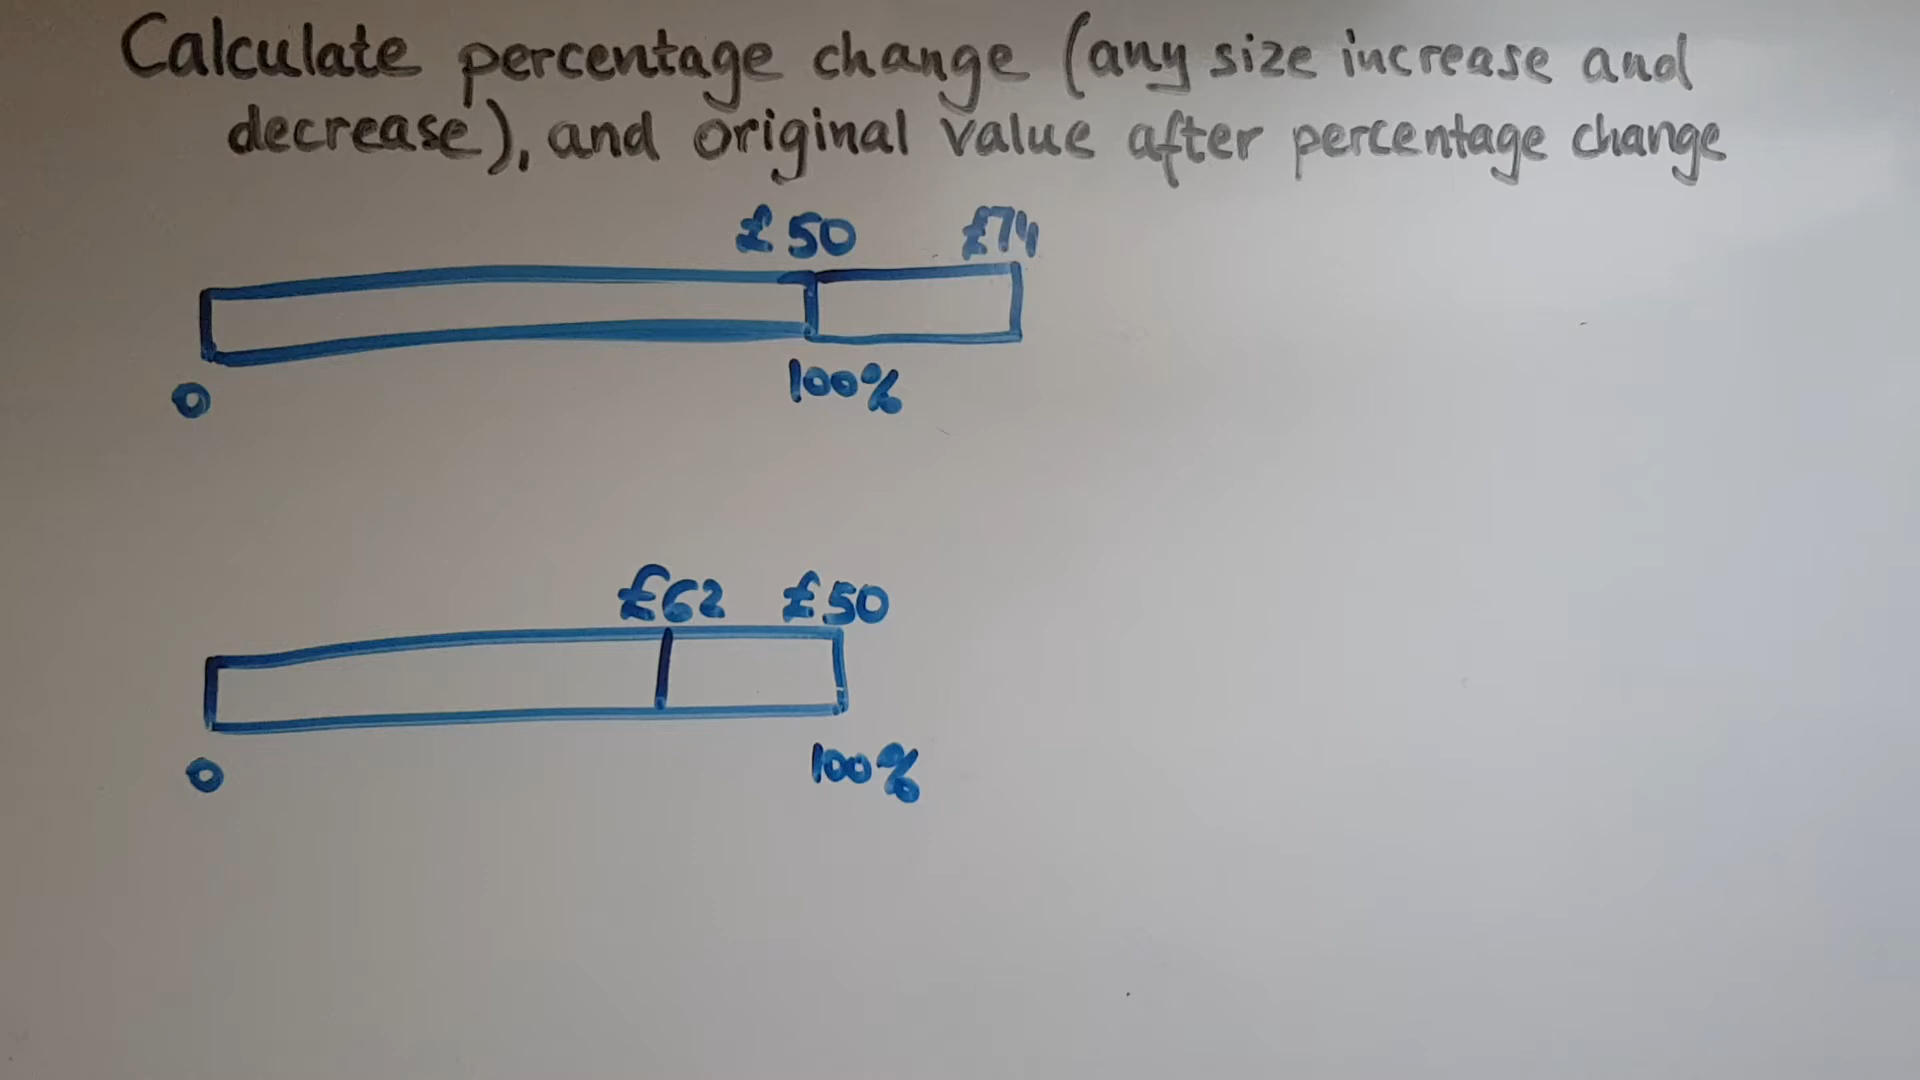 Calculate percentage change (any size increase and
decrease), and original value after percentage change
£50 £74
0 100%
£62 £50
0 100%